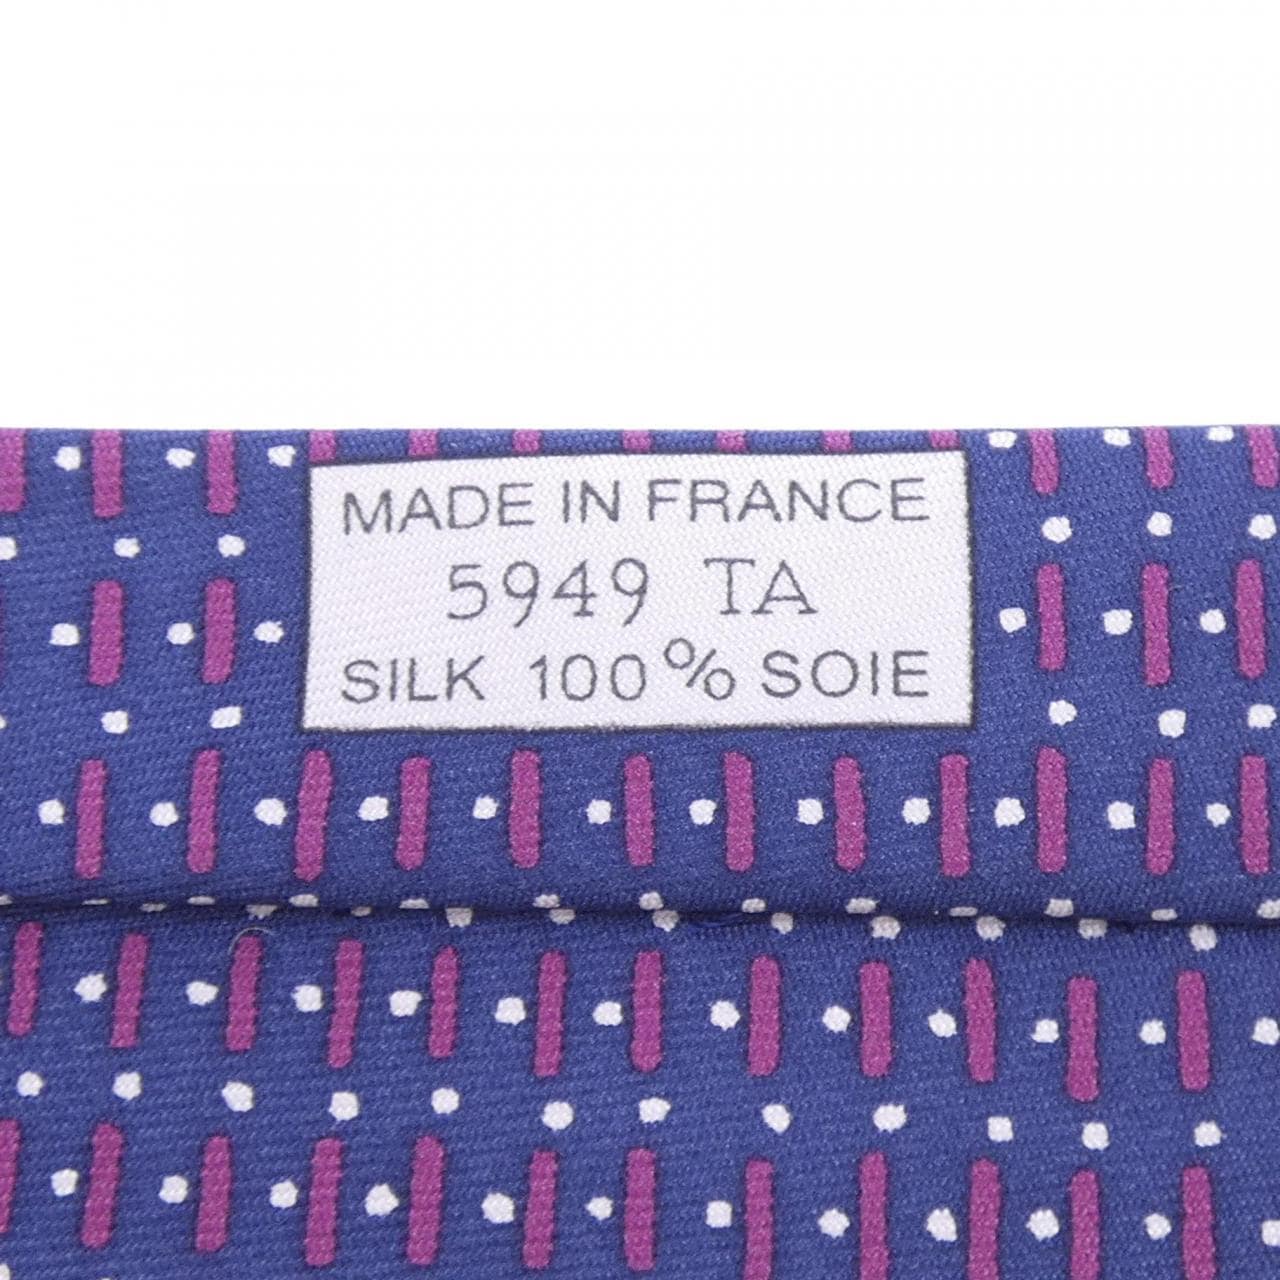 MADE IN FRANCE
5949 TA
SILK 100% SOIE